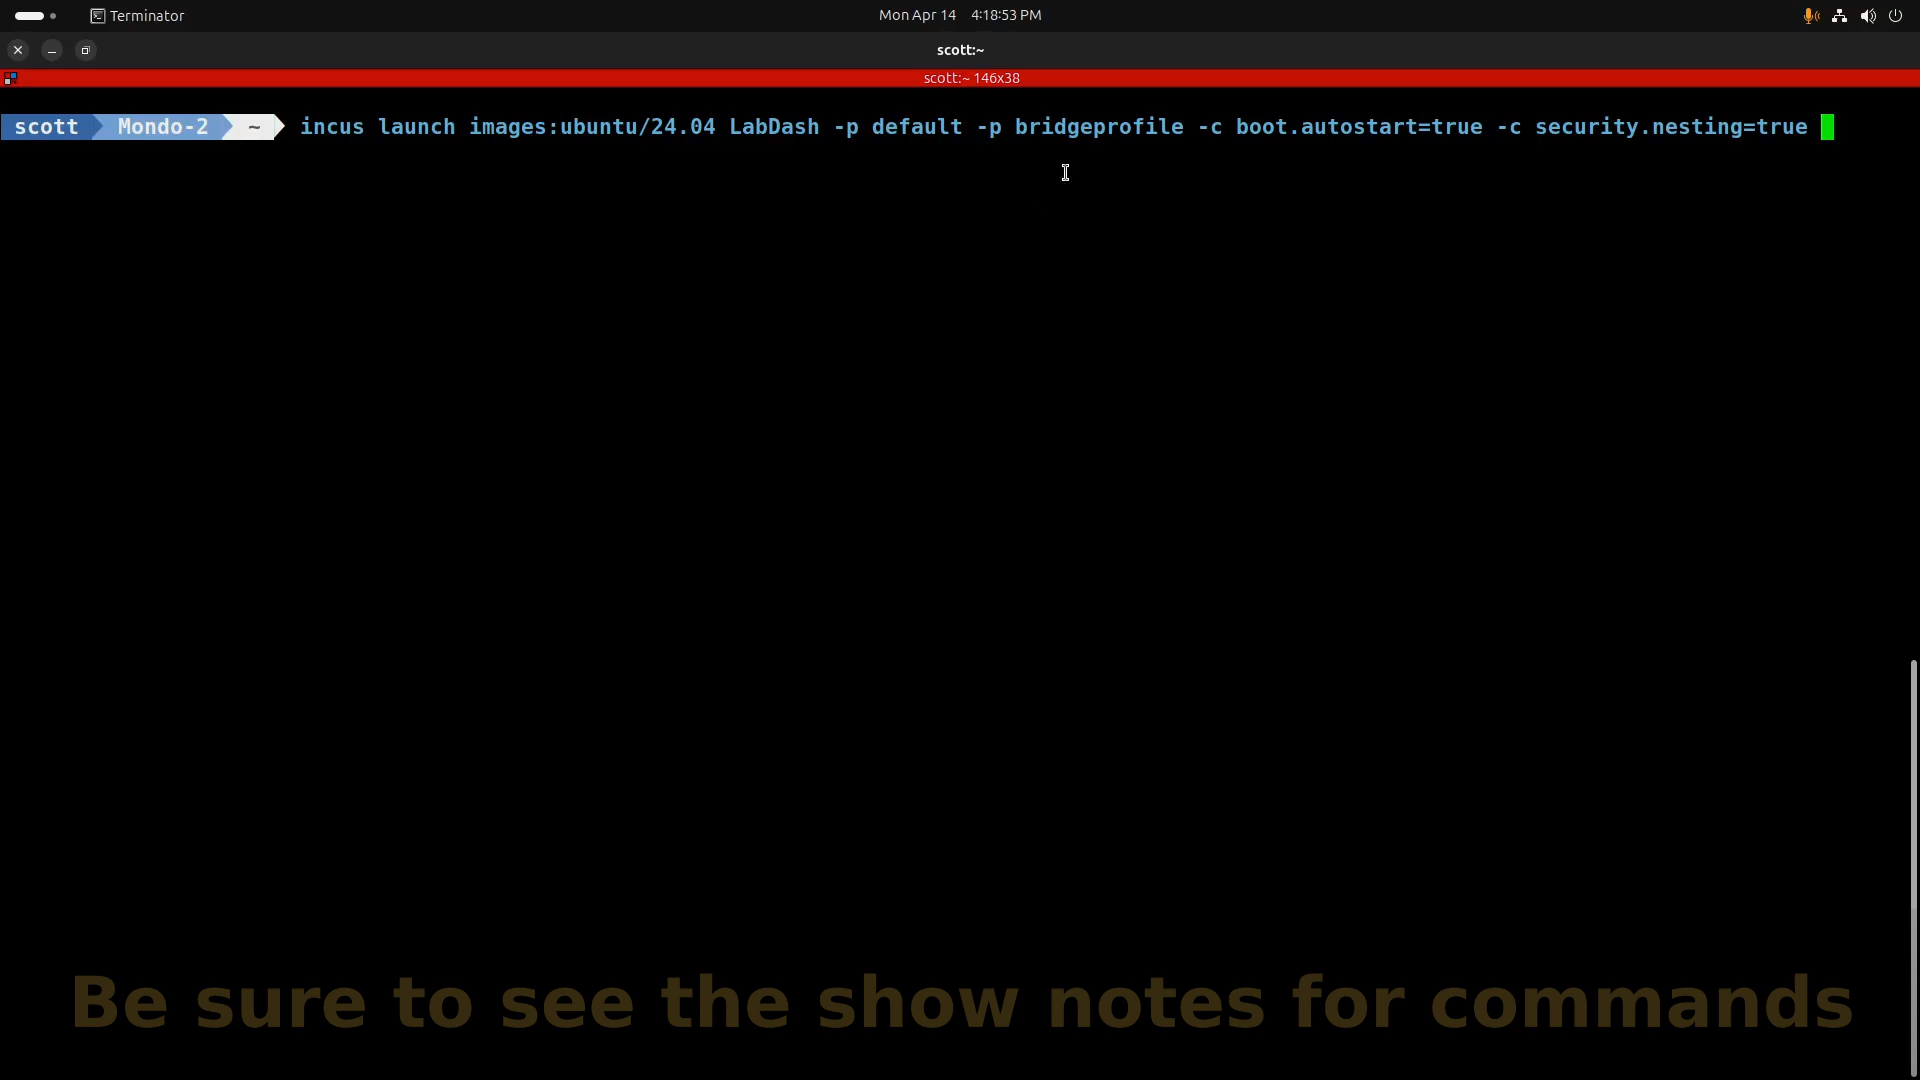 Terminator
Mon Apr 14 4:18:53 PM
scott:~
scott:~ 146x38
scott Mondo-2 ~ incus launch images:ubuntu/24.04 LabDash -p default -p bridgeprofile -c boot.autostart=true -c security.nesting=true
Be sure to see the show notes for commands